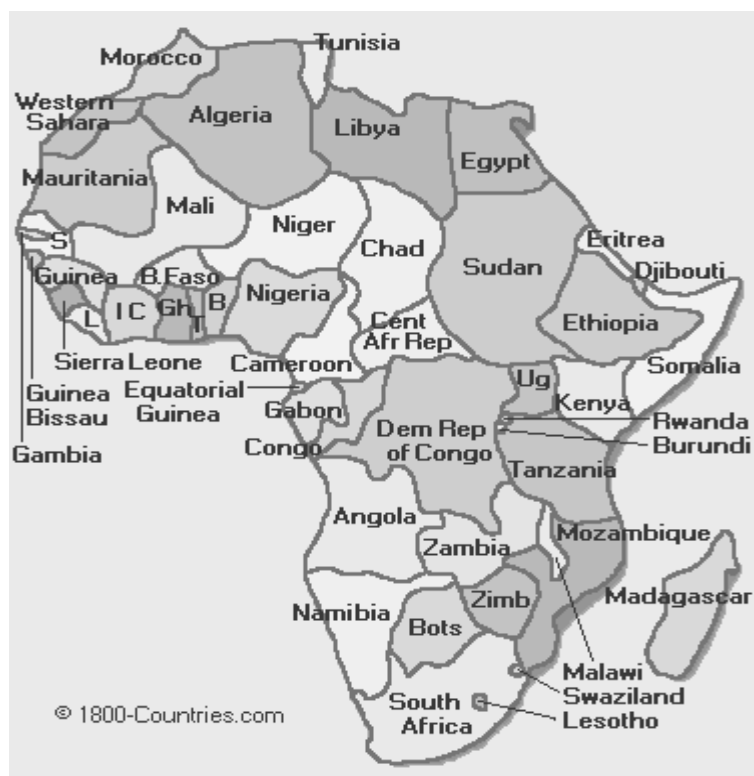 Tunisia
Morocco
Western
Sahara
Algeria
Libya
Egypt
Mauritania
Mali
Niger
Chad
Sudan
Eritrea
Djibouti
S
Guinea
B.Faso
Nigeria
B
I C
Gh
T
L
Ethiopia
Somalia
Cent
Afr Rep
Sierra Leone
Cameroon
Guinea
Bissau
Equatorial
Guinea
Gabon
Ug
Kenya
Rwanda
Burundi
Gambia
Congo
Dem Rep
of Congo
Tanzania
Angola
Zambia
Mozambique
Namibia
Zimb
Bots
Madagascar
Malawi
Swaziland
Lesotho
South
Africa
© 1800-Countries.com